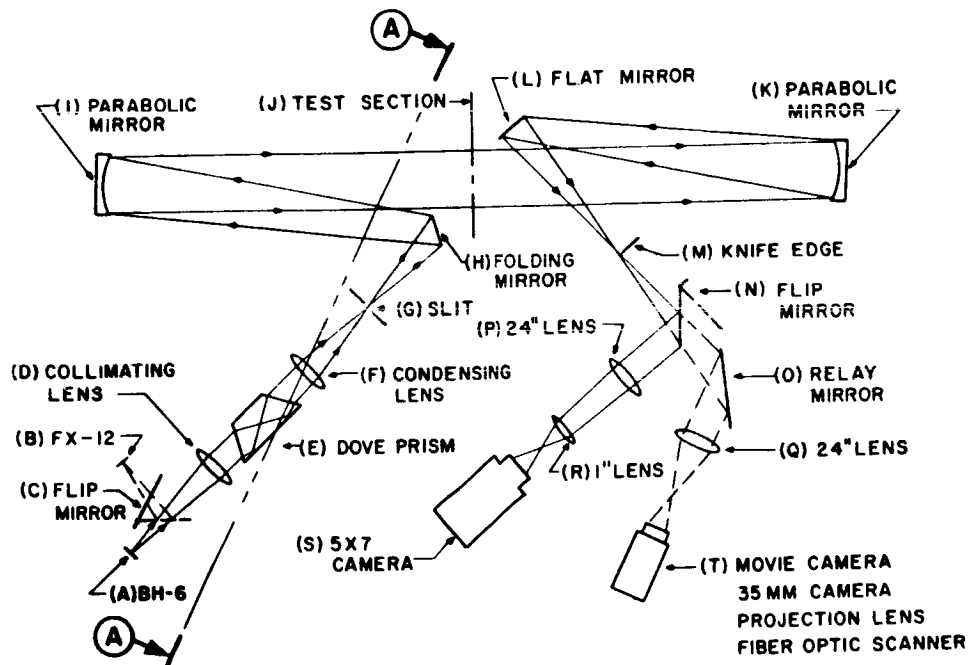 A
(L) FLAT MIRROR
(I) PARABOLIC
MIRROR
(J) TEST SECTION
(K) PARABOLIC
MIRROR
(H) FOLDING
MIRROR
(M) KNIFE EDGE
(G) SLIT
(N) FLIP
MIRROR
(P) 24" LENS
(D) COLLIMATING
LENS
(F) CONDENSING
LENS
(O) RELAY
MIRROR
(B) FX-12
(E) DOVE PRISM
(Q) 24" LENS
(R) 1" LENS
(C) FLIP
MIRROR
(S) 5X7
CAMERA
(A) BH-6
(T) MOVIE CAMERA
35 MM CAMERA
PROJECTION LENS
FIBER OPTIC SCANNER
A